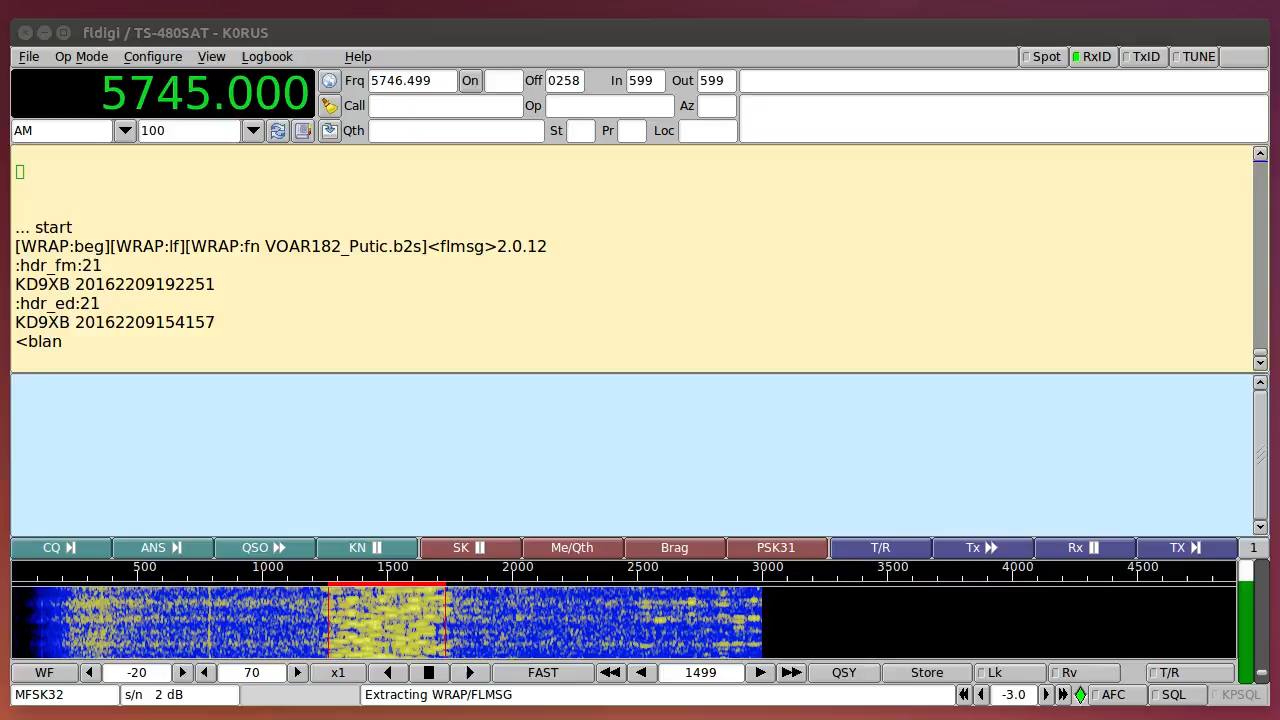 fldigi / TS-480SAT - K0RUS
File Op Mode Configure View Logbook Help Spot RxID TxID TUNE
5745.000 Frq 5746.499 On Off 0258 In 599 Out 599
Call Op Az
AM 100 Qth St Pr Loc
... start
[WRAP:beg][WRAP:lf][WRAP:fn VOAR182_Putic.b2s]<flmsg>2.0.12
:hdr_fm:21
KD9XB 20162209192251
:hdr_ed:21
KD9XB 20162209154157
<blan
CQ ANS QSO KN SK Me/Qth Brag PSK31 T/R Tx Rx TX 1
500 1000 1500 2000 2500 3000 3500 4000 4500
WF -20 70 x1 FAST 1499 QSY Store Lk Rv T/R
MFSK32 s/n 2 dB Extracting WRAP/FLMSG -3.0 AFC SQL KPSQL